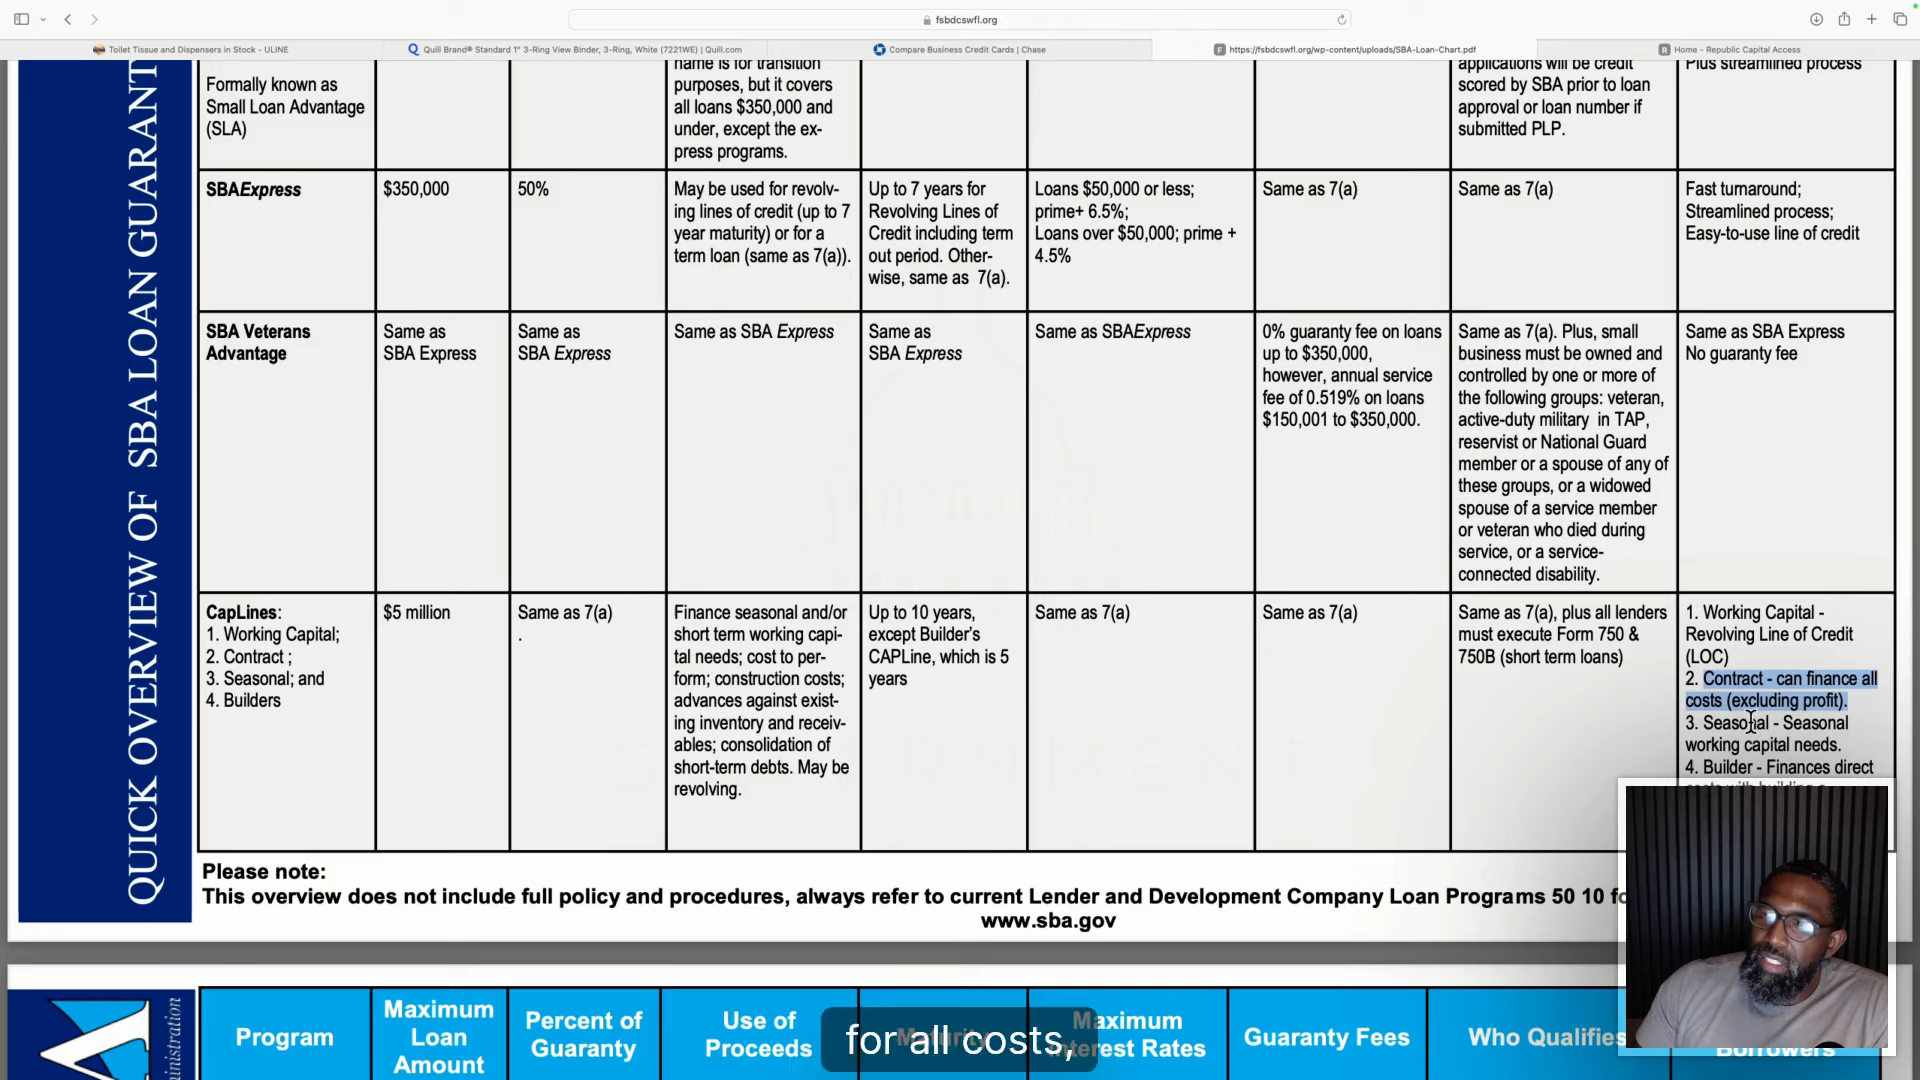 fsbdcswfl.org
Toilet Tissue and Dispensers in Stock - ULINE
Quill Brand® Standard 1" 3-Ring View Binder, 3-Ring, White (7221WE) | Quill.com
Compare Business Credit Cards | Chase
https://fsbdcswfl.org/wp-content/uploads/SBA-Loan-Chart.pdf
Home - Republic Capital Access
QUICK OVERVIEW OF SBA LOAN GUARANT
Formally known as
Small Loan Advantage
(SLA)
name is for transition
purposes, but it covers
all loans $350,000 and
under, except the ex-
press programs.
applications will be credit
scored by SBA prior to loan
approval or loan number if
submitted PLP.
Plus streamlined process
SBAExpress
$350,000
50%
May be used for revolv-
ing lines of credit (up to 7
year maturity) or for a
term loan (same as 7(a)).
Up to 7 years for
Revolving Lines of
Credit including term
out period. Other-
wise, same as 7(a).
Loans $50,000 or less;
prime+ 6.5%;
Loans over $50,000; prime +
4.5%
Same as 7(a)
Same as 7(a)
Fast turnaround;
Streamlined process;
Easy-to-use line of credit
SBA Veterans
Advantage
Same as
SBA Express
Same as
SBA Express
Same as SBA Express
Same as
SBA Express
Same as SBAExpress
0% guaranty fee on loans
up to $350,000,
however, annual service
fee of 0.519% on loans
$150,001 to $350,000.
Same as 7(a). Plus, small
business must be owned and
controlled by one or more of
the following groups: veteran,
active-duty military in TAP,
reservist or National Guard
member or a spouse of any of
these groups, or a widowed
spouse of a service member
or veteran who died during
service, or a service-
connected disability.
Same as SBA Express
No guaranty fee
CapLines:
1. Working Capital;
2. Contract ;
3. Seasonal; and
4. Builders
$5 million
Same as 7(a)
.
Finance seasonal and/or
short term working capi-
tal needs; cost to per-
form; construction costs;
advances against exist-
ing inventory and receiv-
ables; consolidation of
short-term debts. May be
revolving.
Up to 10 years,
except Builder's
CAPLine, which is 5
years
Same as 7(a)
Same as 7(a)
Same as 7(a), plus all lenders
must execute Form 750 &
750B (short term loans)
1. Working Capital -
Revolving Line of Credit
(LOC)
2. Contract - can finance all
costs (excluding profit).
3. Seasonal - Seasonal
working capital needs.
4. Builder - Finances direct
Please note:
This overview does not include full policy and procedures, always refer to current Lender and Development Company Loan Programs 50 10
www.sba.gov
Program
Maximum
Loan
Amount
Percent of
Guaranty
Use of
Proceeds
Maximum
Interest Rates
Guaranty Fees
Who Qualifies
Borrowers
for all costs,